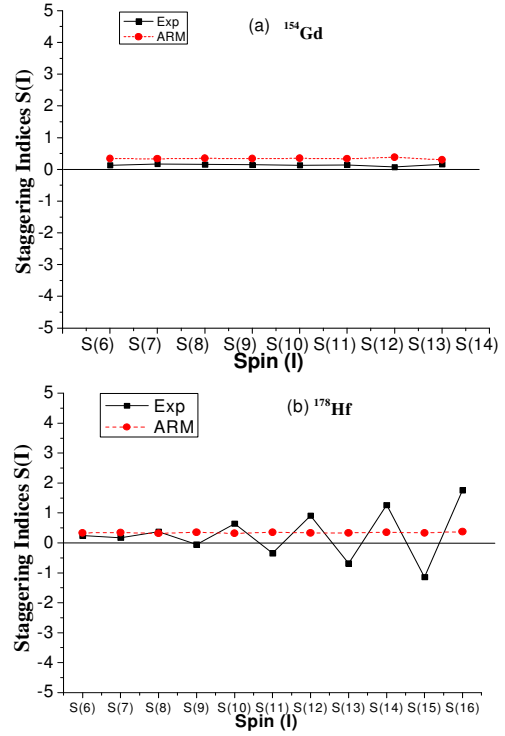 Exp
ARM
(a) ¹⁵⁴Gd
5
4
3
2
1
0
-1
-2
-3
-4
-5
Staggering Indices S(I)
S(6) S(7) S(8) S(9) S(10) S(11) S(12) S(13) S(14)
Spin (I)
Exp
ARM
(b) ¹⁷⁸Hf
5
4
3
2
1
0
-1
-2
-3
-4
-5
Staggering Indices S(I)
S(6) S(7) S(8) S(9) S(10) S(11) S(12) S(13) S(14) S(15) S(16)
Spin (I)